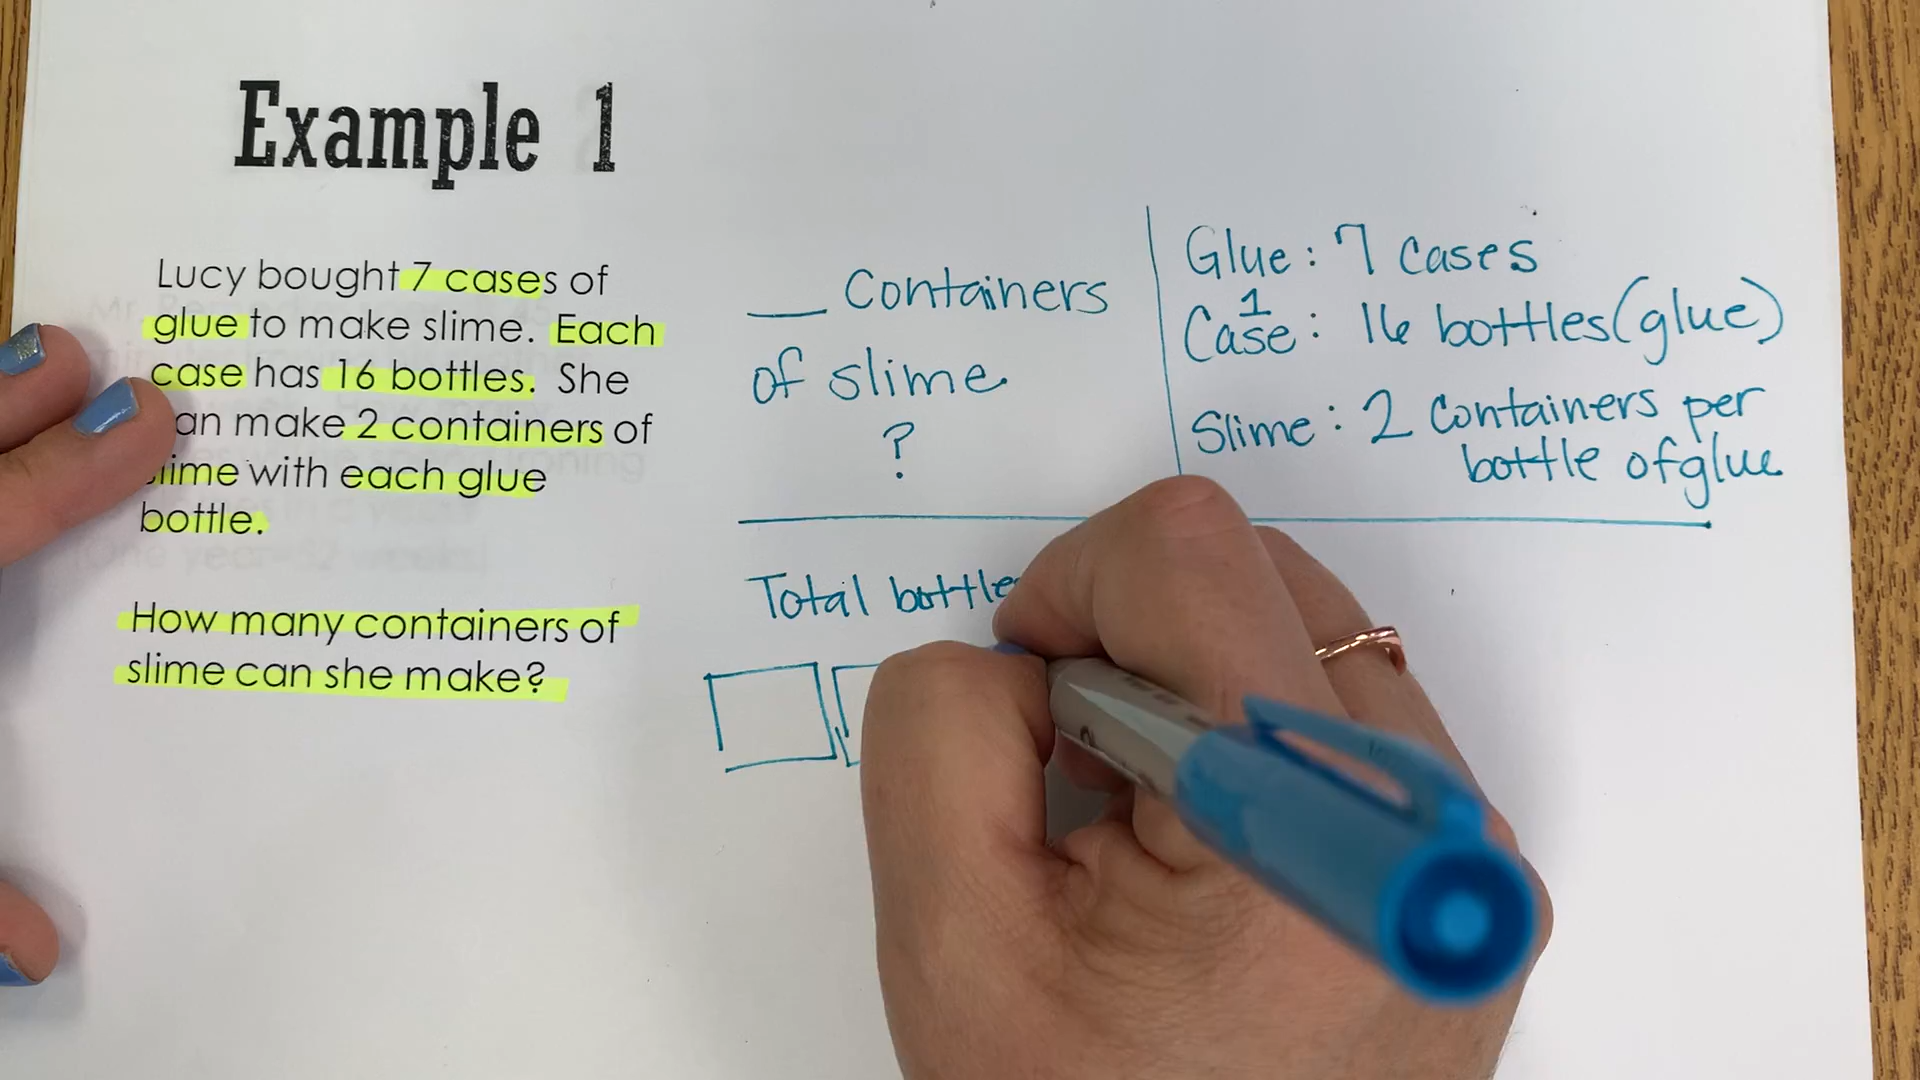 Example 1
Lucy bought 7 cases of
glue to make slime. Each
case has 16 bottles. She
an make 2 containers of
lime with each glue
bottle.
How many containers of
slime can she make?
__ Containers
of slime
?
Glue: 7 cases
1
Case: 16 bottles (glue)
Slime: 2 containers per
bottle of glue
Total bottle